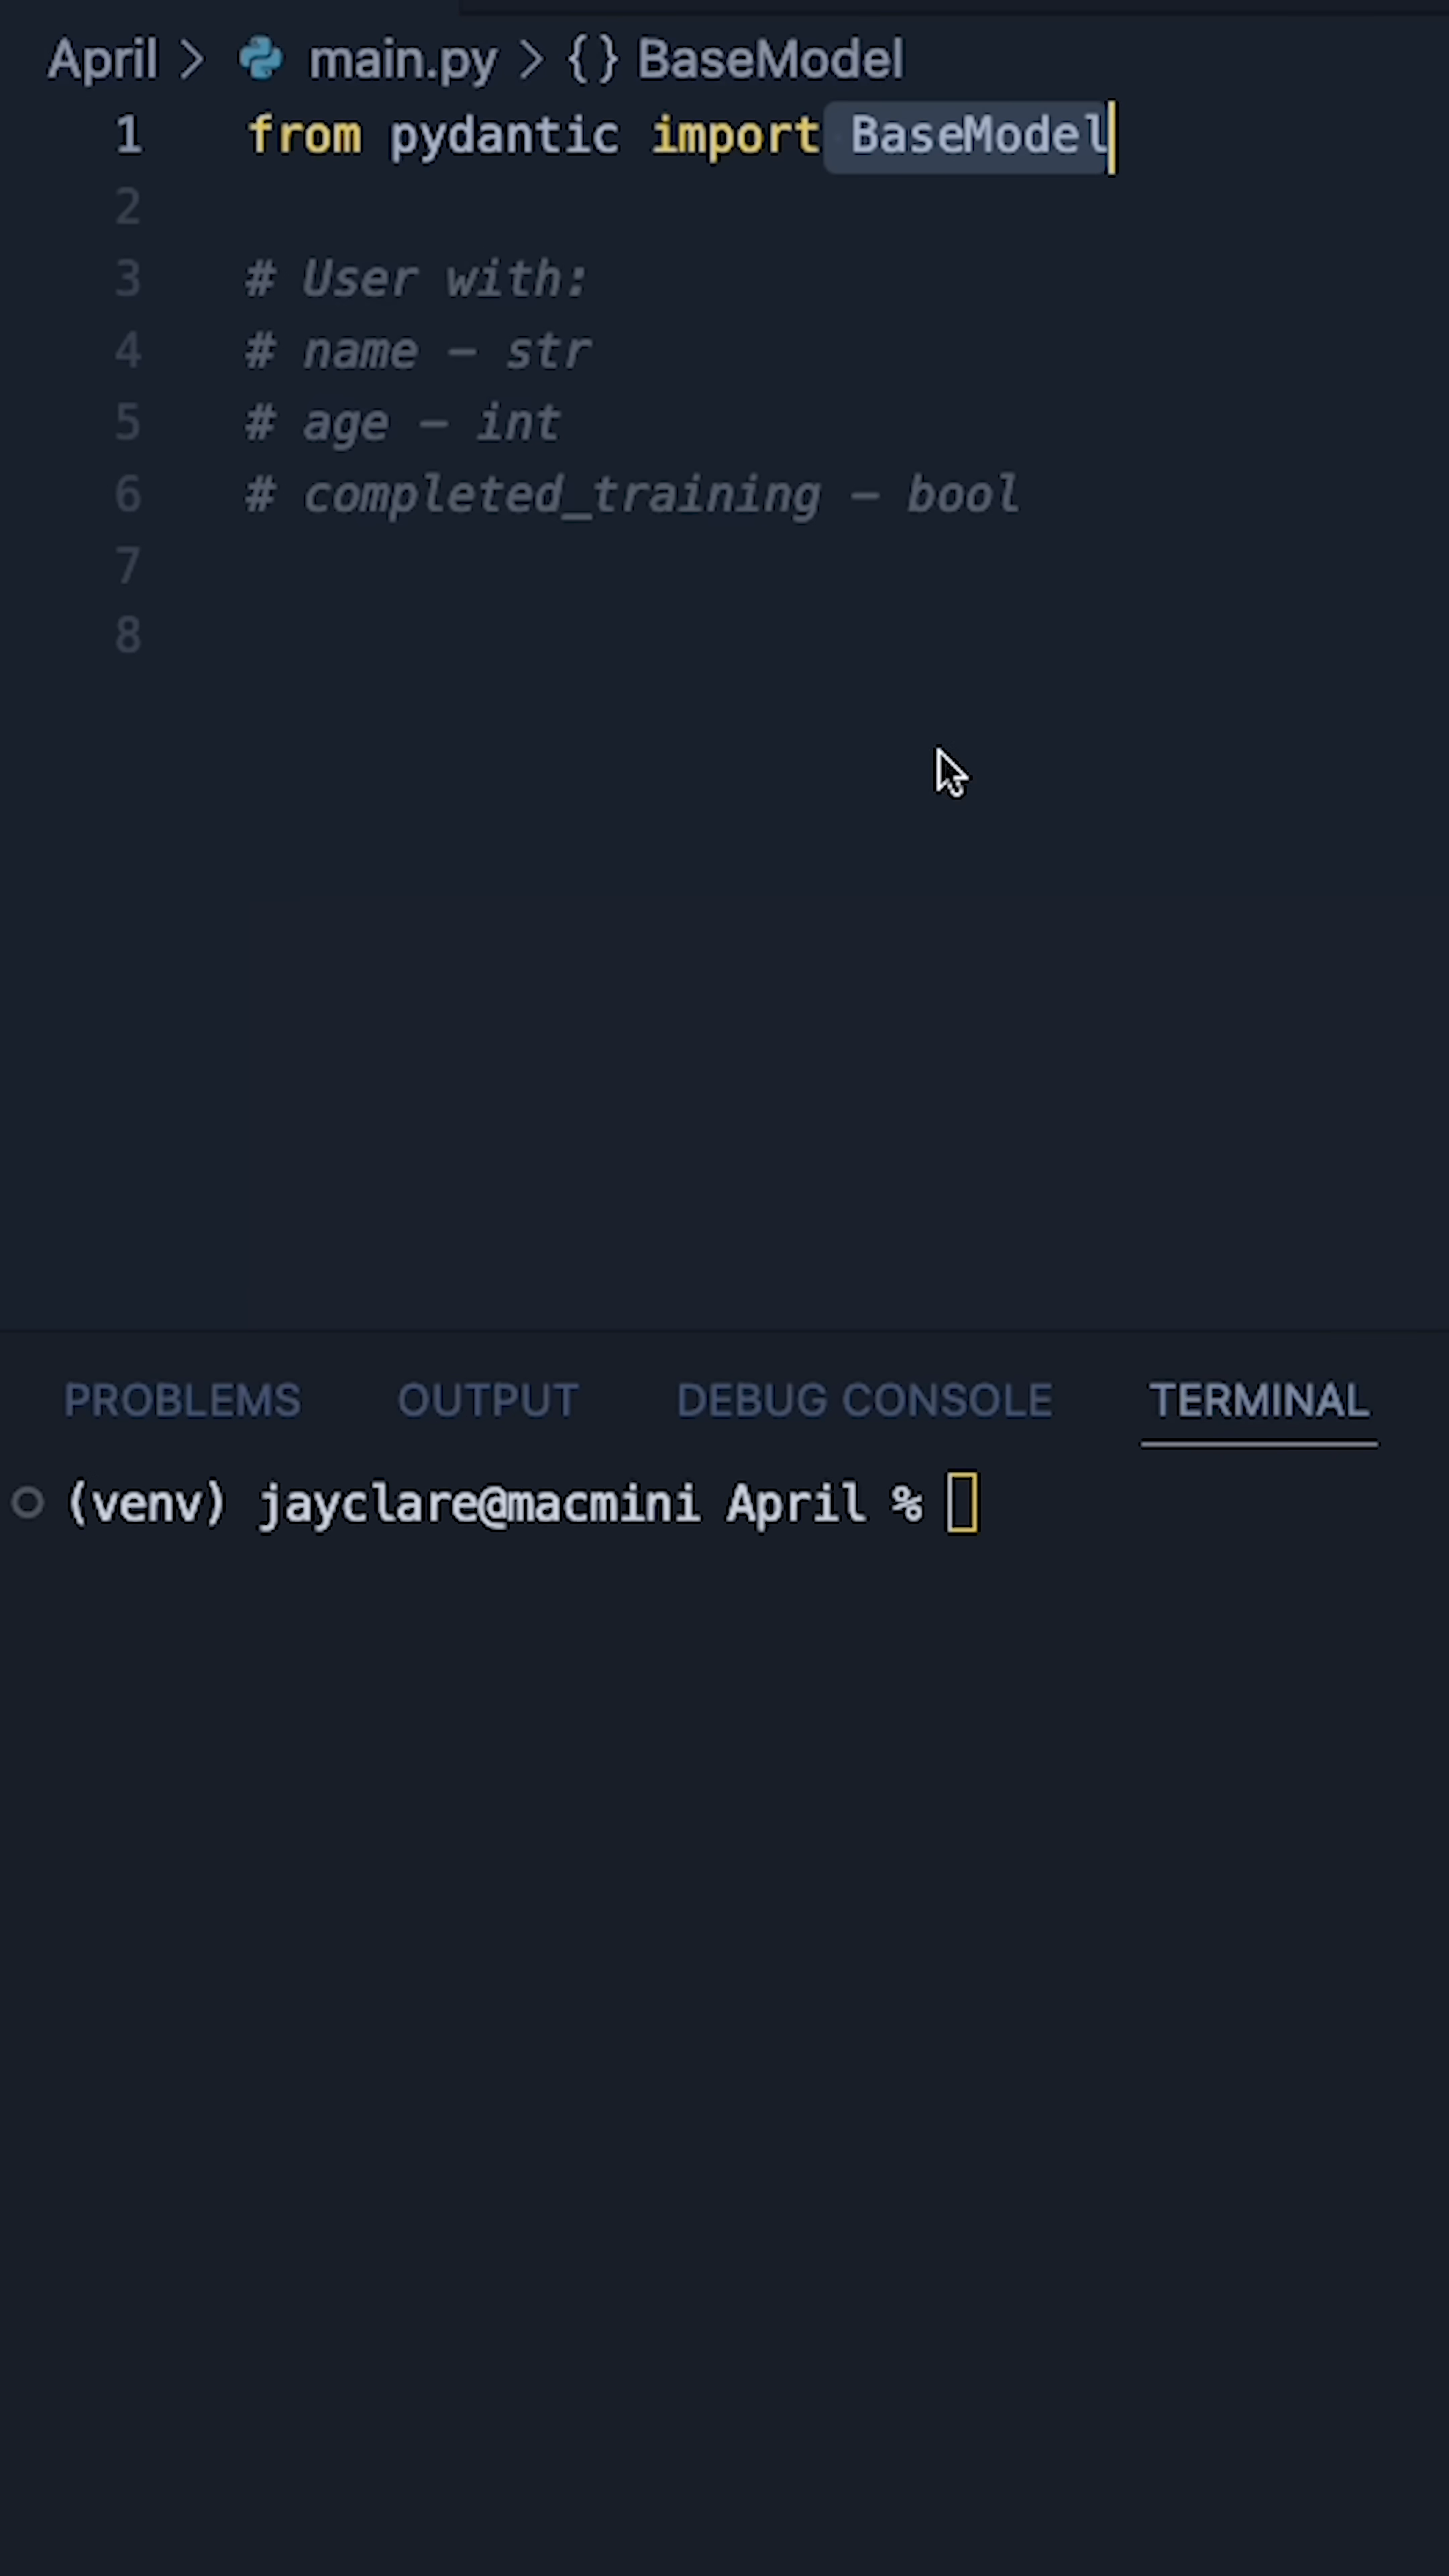 April > main.py > {} BaseModel
1 from pydantic import BaseModel
2
3 # User with:
4 # name – str
5 # age – int
6 # completed_training – bool
7
8
PROBLEMS OUTPUT DEBUG CONSOLE TERMINAL
(venv) jayclare@macmini April %